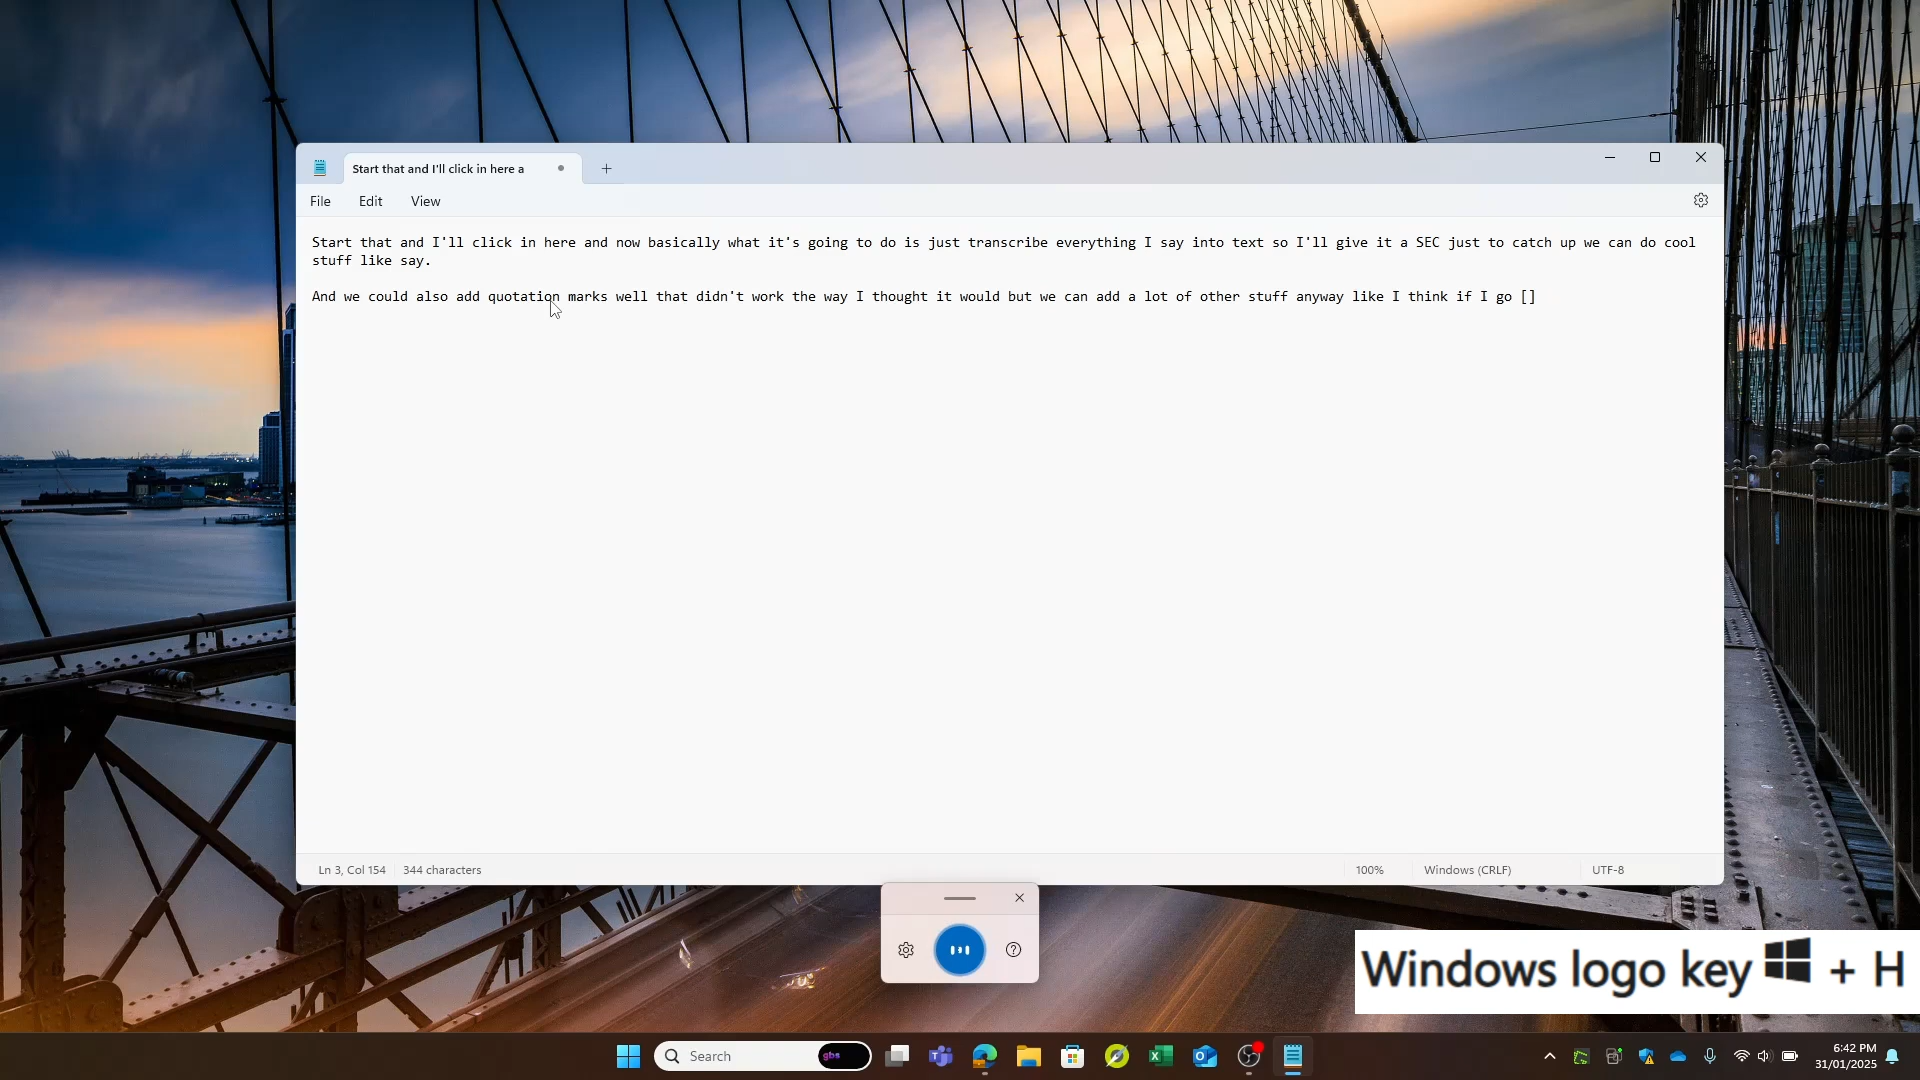 Start that and I'll click in here a
File Edit View
Start that and I'll click in here and now basically what it's going to do is just transcribe everything I say into text so I'll give it a SEC just to catch up we can do cool
stuff like say.
And we could also add quotation marks well that didn't work the way I thought it would but we can add a lot of other stuff anyway like I think if I go []
Ln 3, Col 154 344 characters 100% Windows (CRLF) UTF-8
Windows logo key + H
Search gbs
6:42 PM
31/01/2025